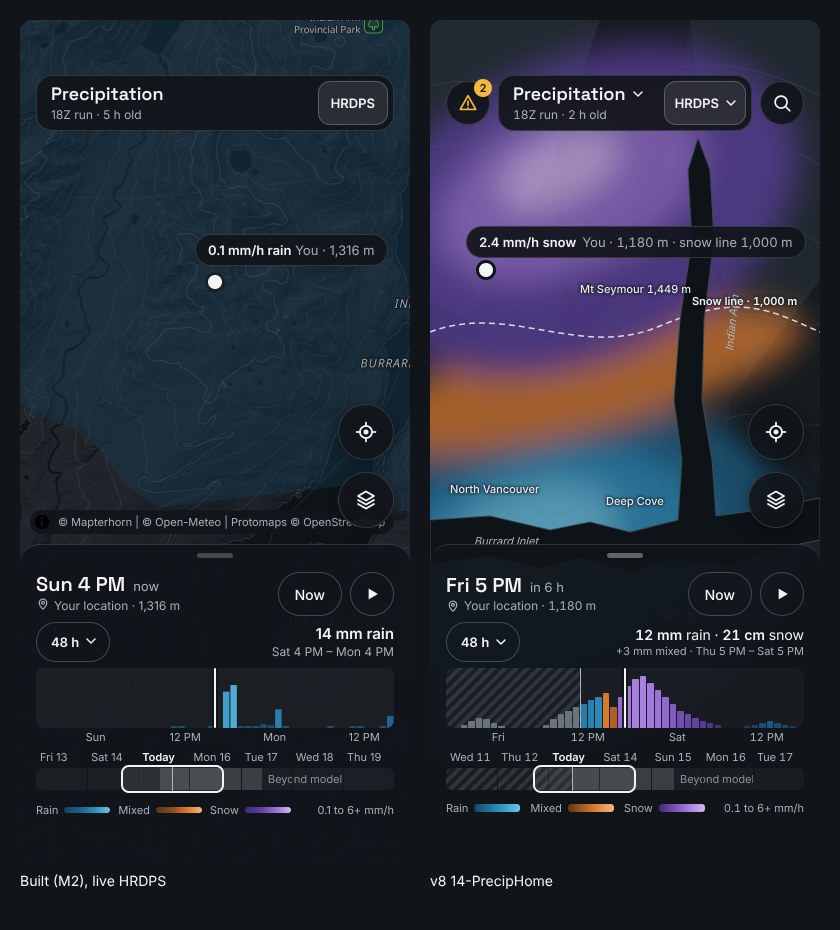 Provincial Park
Precipitation
18Z run · 5 h old
HRDPS
0.1 mm/h rain You · 1,316 m
BURRAR
© Mapterhorn | © Open-Meteo | Protomaps © OpenStreetMap
Sun 4 PM now
Your location · 1,316 m
Now
48 h
14 mm rain
Sat 4 PM – Mon 4 PM
Sun 12 PM Mon 12 PM
Fri 13 Sat 14 Today Mon 16 Tue 17 Wed 18 Thu 19
Beyond model
Rain Mixed Snow 0.1 to 6+ mm/h
Built (M2), live HRDPS
2
Precipitation
18Z run · 2 h old
HRDPS
2.4 mm/h snow You · 1,180 m · snow line 1,000 m
Mt Seymour 1,449 m
Snow line · 1,000 m
Indian Arm
North Vancouver
Deep Cove
Burrard Inlet
Fri 5 PM in 6 h
Your location · 1,180 m
Now
48 h
12 mm rain · 21 cm snow
+3 mm mixed · Thu 5 PM – Sat 5 PM
Fri 12 PM Sat 12 PM
Wed 11 Thu 12 Today Sat 14 Sun 15 Mon 16 Tue 17
Beyond model
Rain Mixed Snow 0.1 to 6+ mm/h
v8 14-PrecipHome